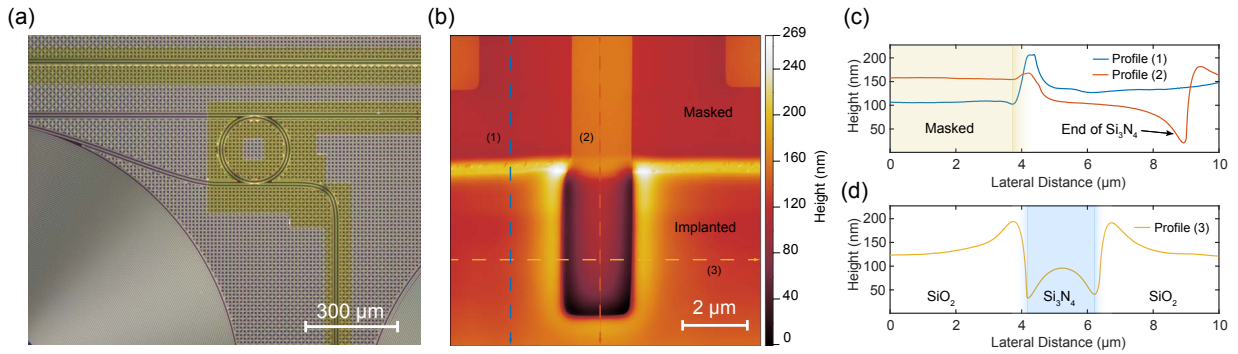 (a)
300 µm
(b)
(1)
(2)
Masked
Implanted
(3)
2 µm
269
240
200
160
120
80
40
0
Height (nm)
(c)
Profile (1)
Profile (2)
Masked
End of Si₃N₄
200
150
100
50
Height (nm)
0
2
4
6
8
10
Lateral Distance (µm)
(d)
Profile (3)
SiO₂
Si₃N₄
SiO₂
200
150
100
50
Height (nm)
0
2
4
6
8
10
Lateral Distance (µm)